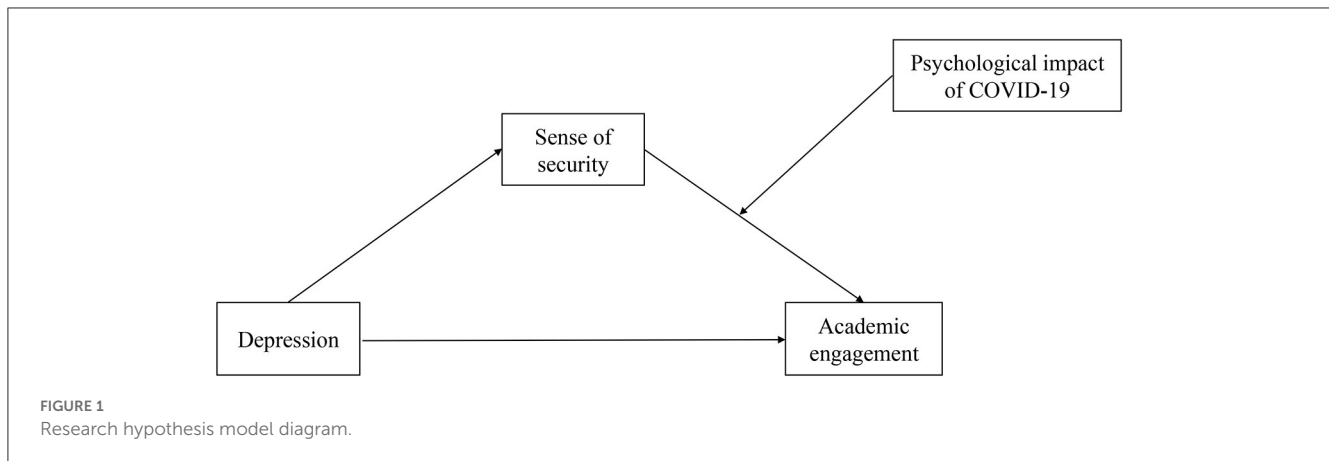 Psychological impact
of COVID-19
Sense of
security
Depression
Academic
engagement
FIGURE 1
Research hypothesis model diagram.